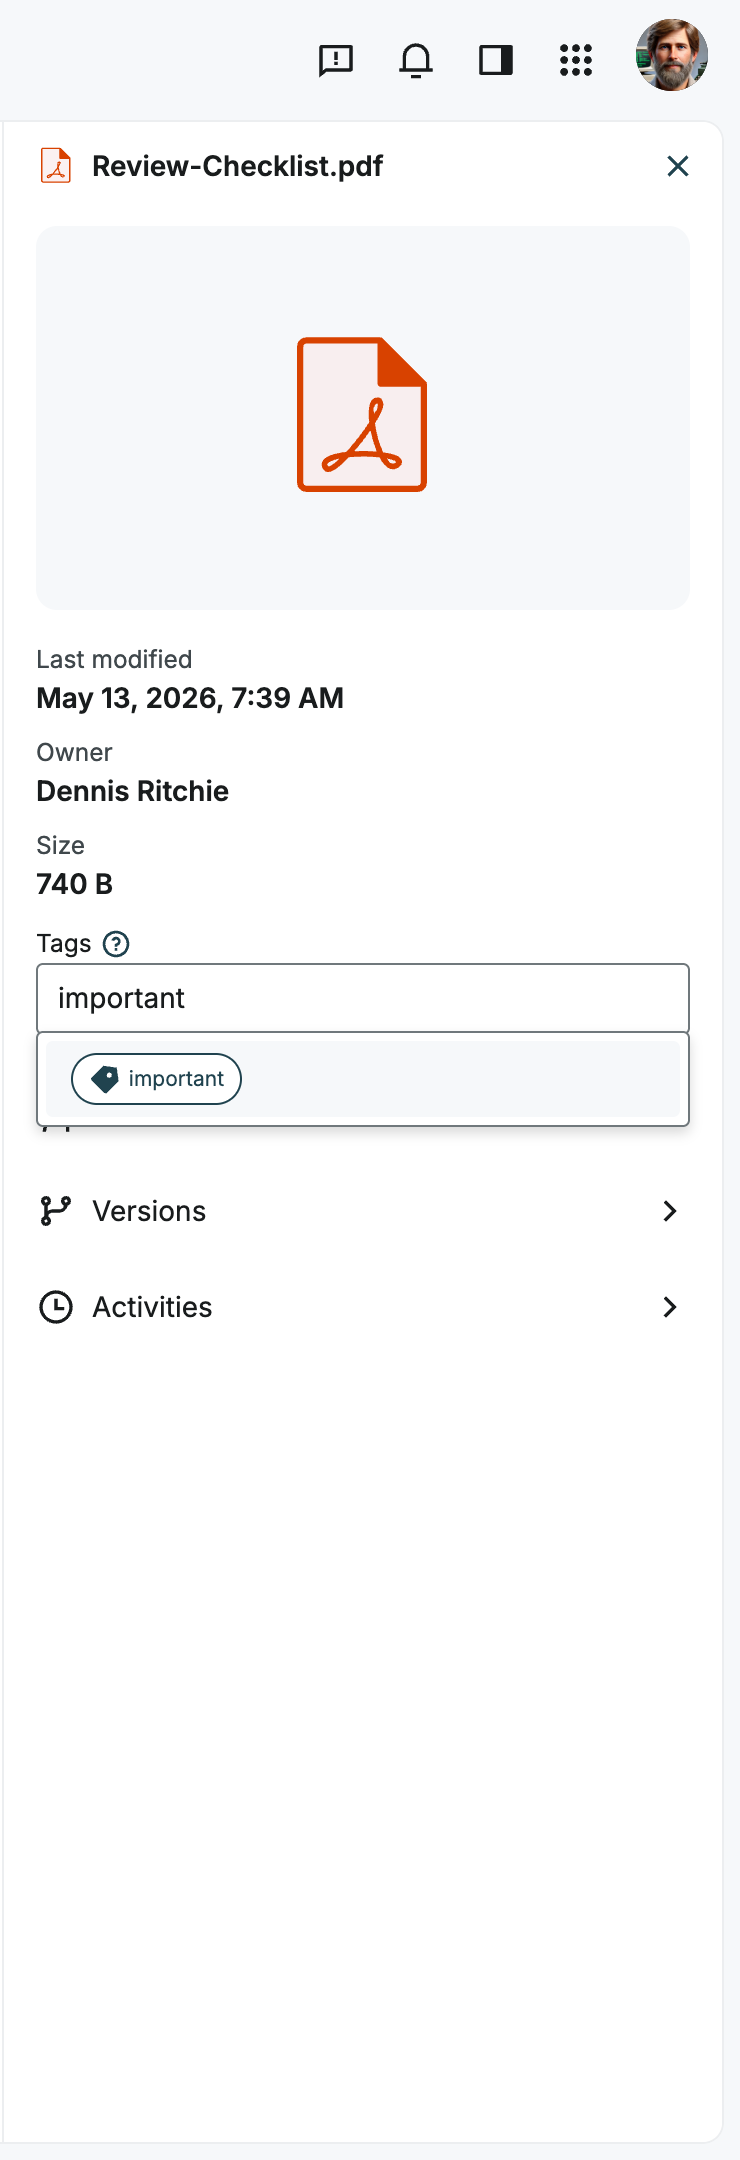 Review-Checklist.pdf
Last modified
May 13, 2026, 7:39 AM
Owner
Dennis Ritchie
Size
740 B
Tags
important
important
Versions
Activities